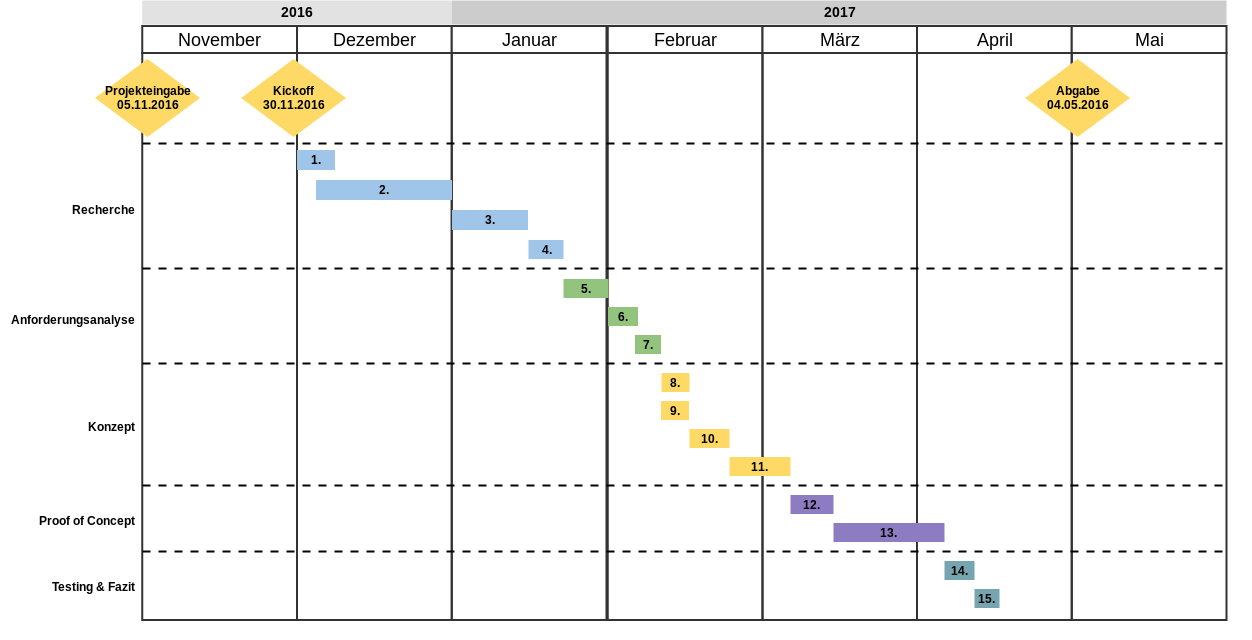 2016
2017
November
Dezember
Januar
Februar
März
April
Mai
Projekteingabe
05.11.2016
Kickoff
30.11.2016
Abgabe
04.05.2016
Recherche
1.
2.
3.
4.
Anforderungsanalyse
5.
6.
7.
Konzept
8.
9.
10.
11.
Proof of Concept
12.
13.
Testing & Fazit
14.
15.